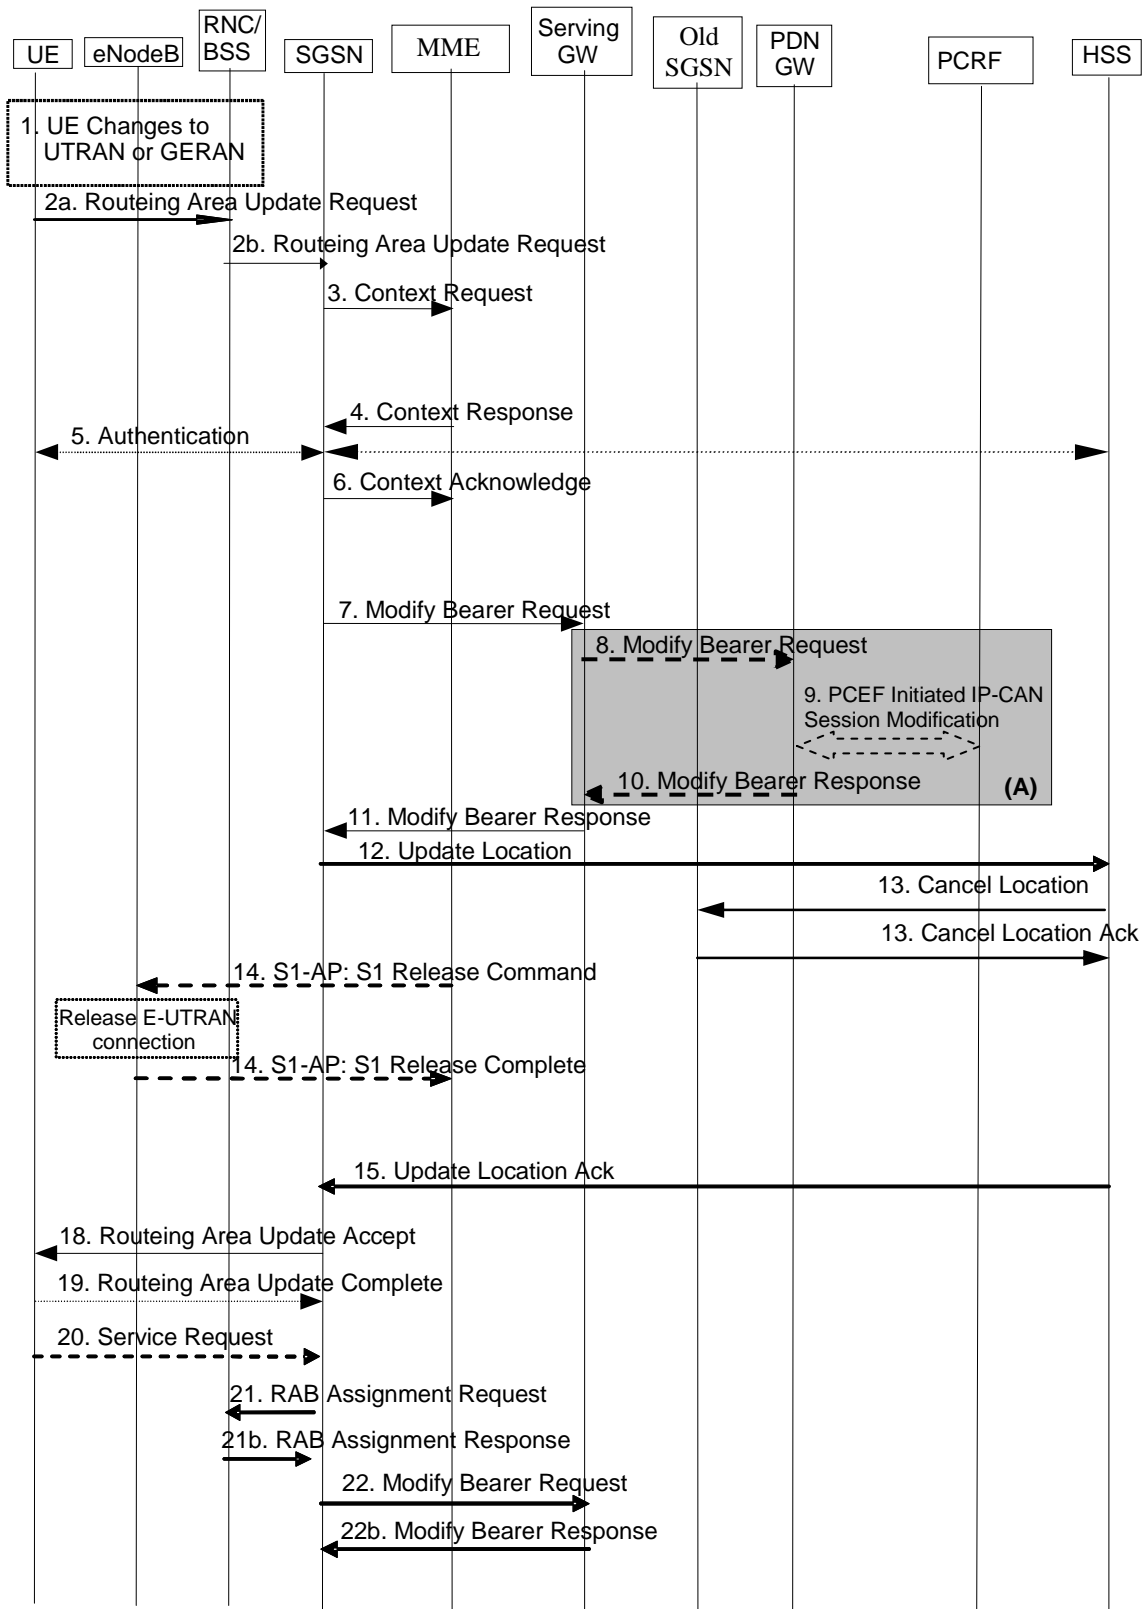 UE
eNodeB
RNC/
BSS
SGSN
MME
Serving
GW
Old
SGSN
PDN
GW
PCRF
HSS
1. UE Changes to
UTRAN or GERAN
2a. Routeing Area Update Request
2b. Routeing Area Update Request
3. Context Request
4. Context Response
5. Authentication
6. Context Acknowledge
7. Modify Bearer Request
8. Modify Bearer Request
9. PCEF Initiated IP-CAN
Session Modification
10. Modify Bearer Response
(A)
11. Modify Bearer Response
12. Update Location
13. Cancel Location
13. Cancel Location Ack
14. S1-AP: S1 Release Command
Release E-UTRAN
connection
14. S1-AP: S1 Release Complete
15. Update Location Ack
18. Routeing Area Update Accept
19. Routeing Area Update Complete
20. Service Request
21. RAB Assignment Request
21b. RAB Assignment Response
22. Modify Bearer Request
22b. Modify Bearer Response